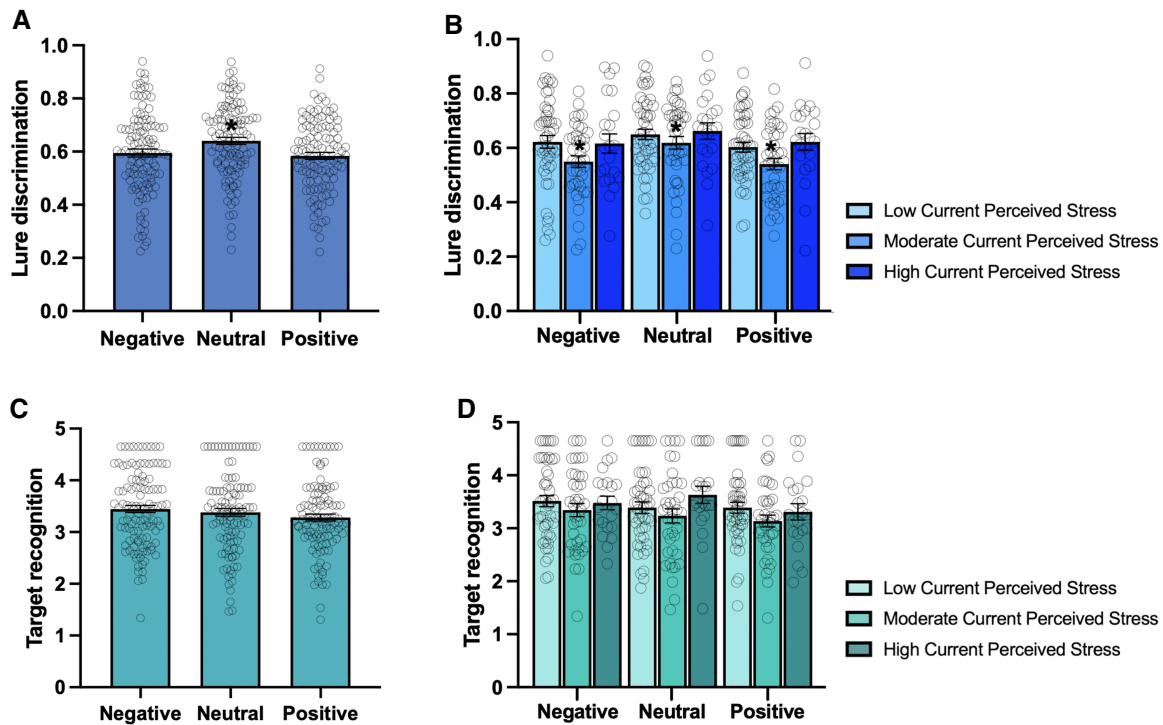 A
Lure discrimination
1.0
0.8
0.6
0.4
0.2
0.0
*
Negative Neutral Positive
B
Lure discrimination
1.0
0.8
0.6
0.4
0.2
0.0
* * *
Negative Neutral Positive
Low Current Perceived Stress
Moderate Current Perceived Stress
High Current Perceived Stress
C
Target recognition
5
4
3
2
1
0
Negative Neutral Positive
D
Target recognition
5
4
3
2
1
0
Negative Neutral Positive
Low Current Perceived Stress
Moderate Current Perceived Stress
High Current Perceived Stress